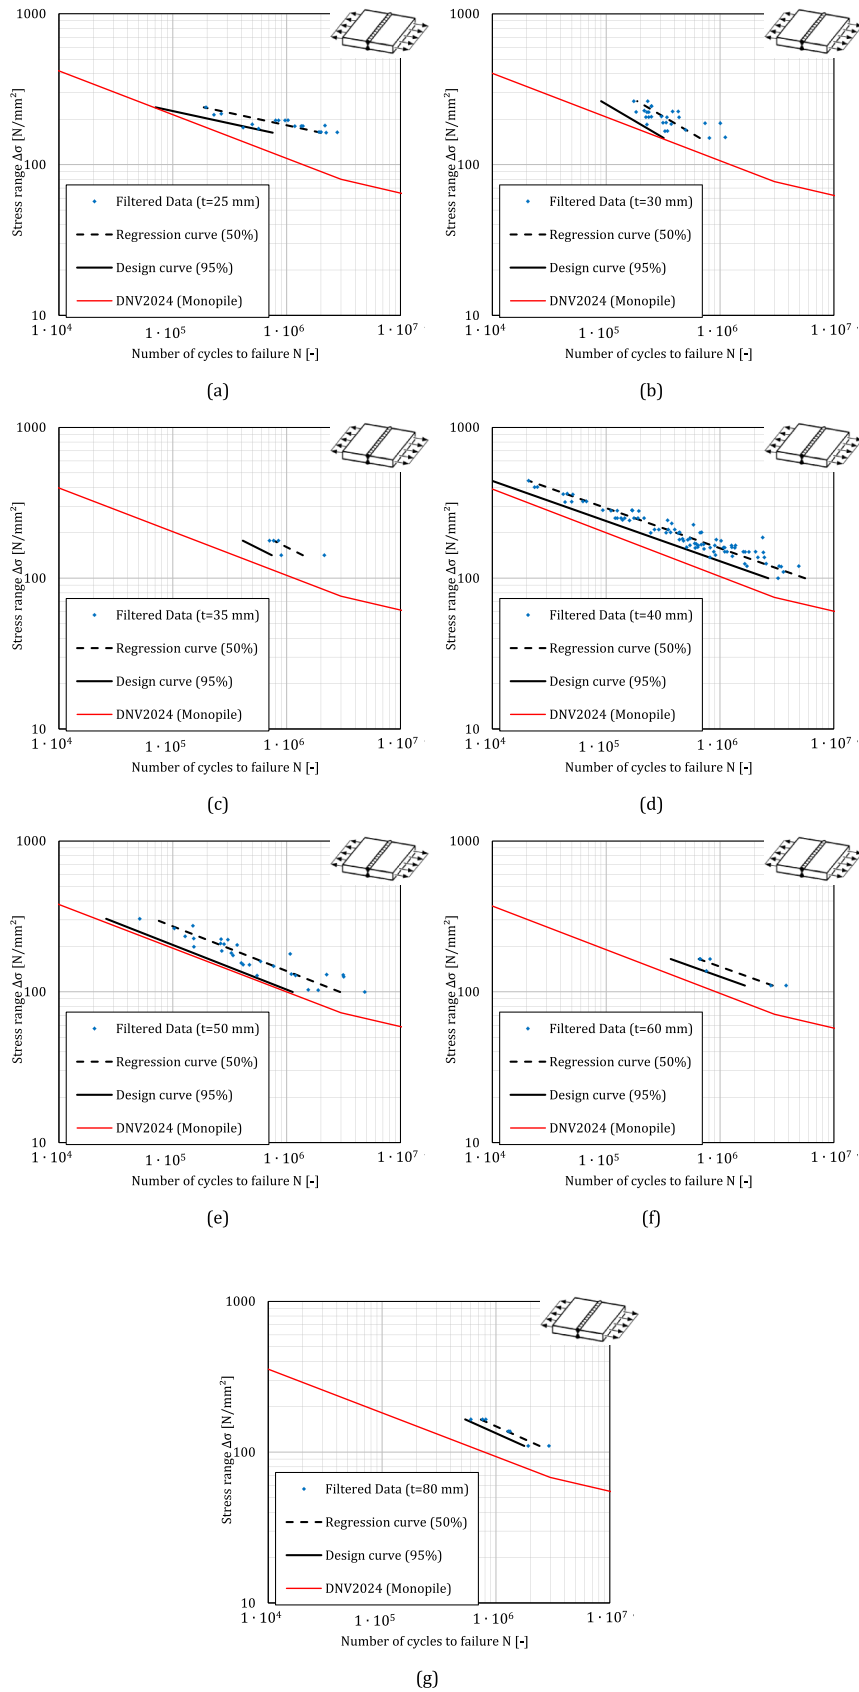 1000
100
10
Stress range Δσ [N/mm²]
Filtered Data (t=25 mm)
Regression curve (50%)
Design curve (95%)
DNV2024 (Monopile)
1 · 10⁴
1 · 10⁵
1 · 10⁶
1 · 10⁷
Number of cycles to failure N [-]
(a)
1000
100
10
Stress range Δσ [N/mm²]
Filtered Data (t=30 mm)
Regression curve (50%)
Design curve (95%)
DNV2024 (Monopile)
1 · 10⁴
1 · 10⁵
1 · 10⁶
1 · 10⁷
Number of cycles to failure N [-]
(b)
1000
100
10
Stress range Δσ [N/mm²]
Filtered Data (t=35 mm)
Regression curve (50%)
Design curve (95%)
DNV2024 (Monopile)
1 · 10⁴
1 · 10⁵
1 · 10⁶
1 · 10⁷
Number of cycles to failure N [-]
(c)
1000
100
10
Stress range Δσ [N/mm²]
Filtered Data (t=40 mm)
Regression curve (50%)
Design curve (95%)
DNV2024 (Monopile)
1 · 10⁴
1 · 10⁵
1 · 10⁶
1 · 10⁷
Number of cycles to failure N [-]
(d)
1000
100
10
Stress range Δσ [N/mm²]
Filtered Data (t=50 mm)
Regression curve (50%)
Design curve (95%)
DNV2024 (Monopile)
1 · 10⁴
1 · 10⁵
1 · 10⁶
1 · 10⁷
Number of cycles to failure N [-]
(e)
1000
100
10
Stress range Δσ [N/mm²]
Filtered Data (t=60 mm)
Regression curve (50%)
Design curve (95%)
DNV2024 (Monopile)
1 · 10⁴
1 · 10⁵
1 · 10⁶
1 · 10⁷
Number of cycles to failure N [-]
(f)
1000
100
10
Stress range Δσ [N/mm²]
Filtered Data (t=80 mm)
Regression curve (50%)
Design curve (95%)
DNV2024 (Monopile)
1 · 10⁴
1 · 10⁵
1 · 10⁶
1 · 10⁷
Number of cycles to failure N [-]
(g)